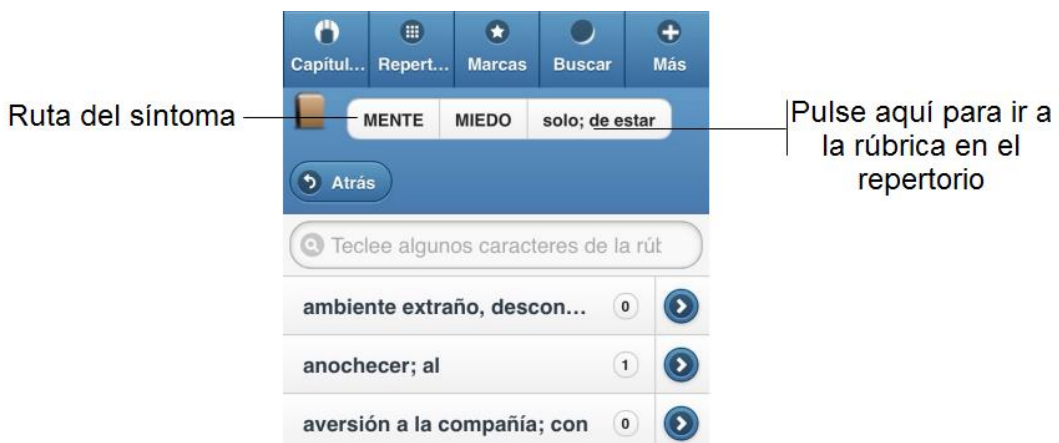 Capítul... Repert... Marcas Buscar Más
Ruta del síntoma
MENTE MIEDO solo; de estar
Pulse aquí para ir a
la rúbrica en el
repertorio
Atrás
Teclee algunos caracteres de la rúb
ambiente extraño, descon... 0
anochecer; al 1
aversión a la compañía; con 0